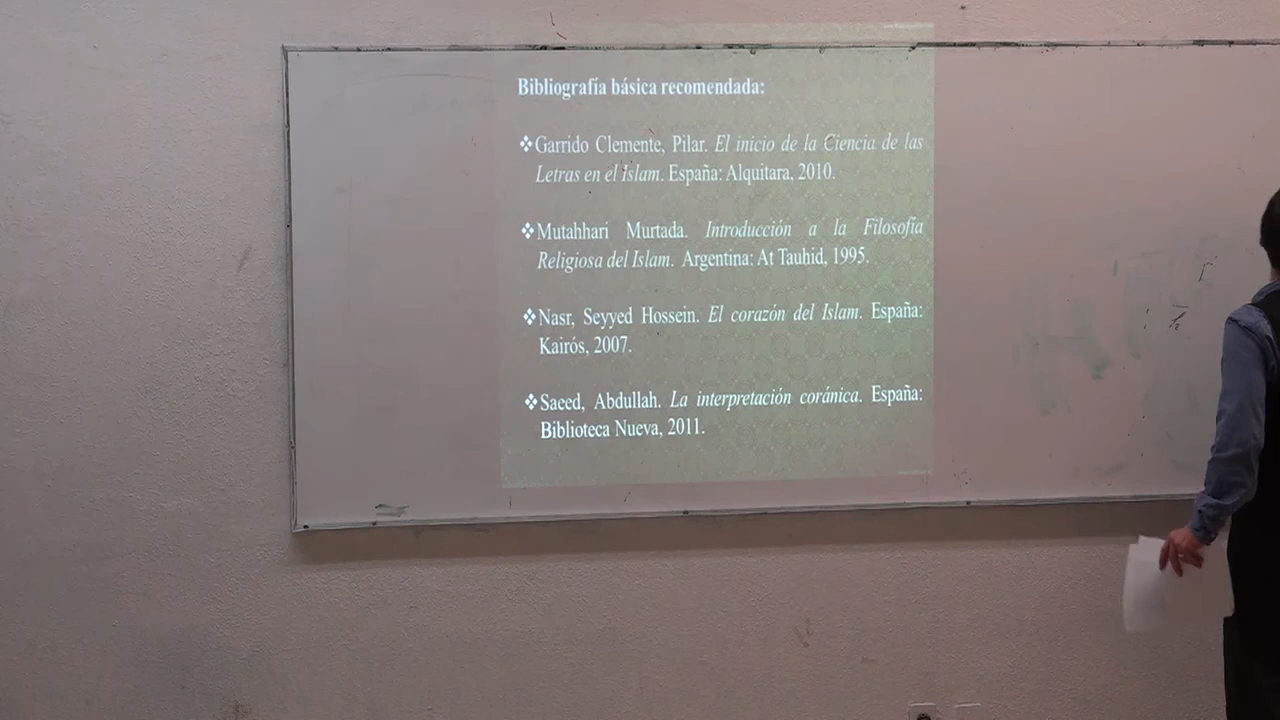 Bibliografía básica recomendada:
❖Garrido Clemente, Pilar. El inicio de la Ciencia de las
Letras en el Islam. España: Alquitara, 2010.
❖Mutahhari Murtada. Introducción a la Filosofía
Religiosa del Islam. Argentina: At Tauhid, 1995.
❖Nasr, Seyyed Hossein. El corazón del Islam. España:
Kairós, 2007.
❖Saeed, Abdullah. La interpretación coránica. España:
Biblioteca Nueva, 2011.